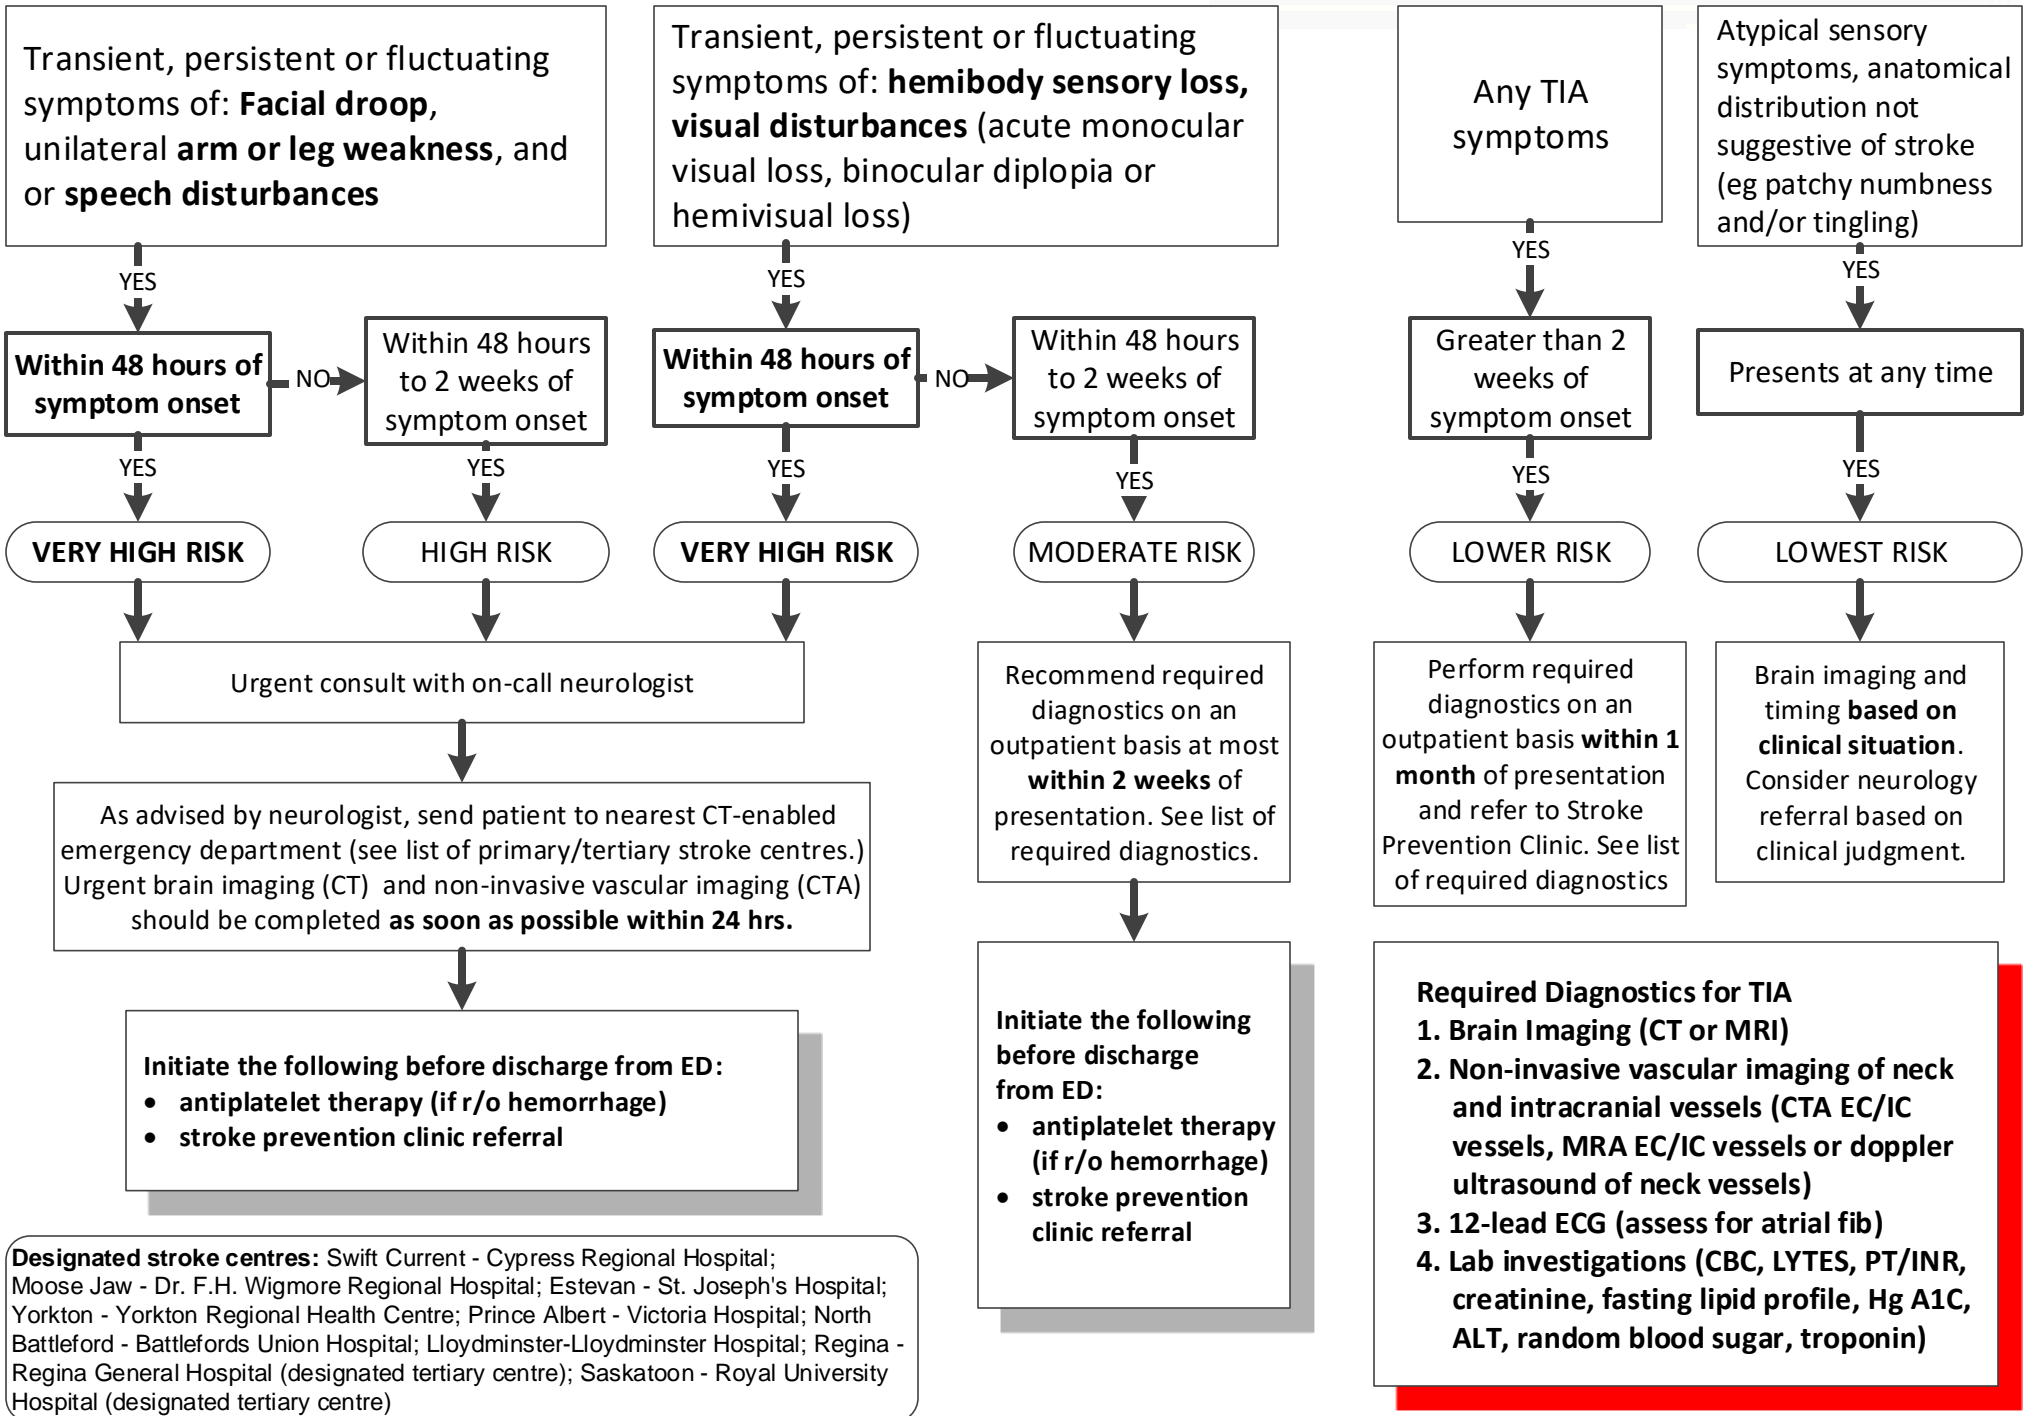 Transient, persistent or fluctuating
symptoms of: Facial droop,
unilateral arm or leg weakness, and
or speech disturbances
Transient, persistent or fluctuating
symptoms of: hemibody sensory loss,
visual disturbances (acute monocular
visual loss, binocular diplopia or
hemivisual loss)
Any TIA
symptoms
Atypical sensory
symptoms, anatomical
distribution not
suggestive of stroke
(eg patchy numbness
and/or tingling)
YES
YES
YES
YES
Within 48 hours of
symptom onset
NO
Within 48 hours
to 2 weeks of
symptom onset
Within 48 hours of
symptom onset
NO
Within 48 hours
to 2 weeks of
symptom onset
Greater than 2
weeks of
symptom onset
Presents at any time
YES
YES
YES
YES
YES
YES
VERY HIGH RISK
HIGH RISK
VERY HIGH RISK
MODERATE RISK
LOWER RISK
LOWEST RISK
Urgent consult with on-call neurologist
As advised by neurologist, send patient to nearest CT-enabled
emergency department (see list of primary/tertiary stroke centres.)
Urgent brain imaging (CT) and non-invasive vascular imaging (CTA)
should be completed as soon as possible within 24 hrs.
Initiate the following before discharge from ED:
• antiplatelet therapy (if r/o hemorrhage)
• stroke prevention clinic referral
Recommend required
diagnostics on an
outpatient basis at most
within 2 weeks of
presentation. See list of
required diagnostics.
Initiate the following
before discharge
from ED:
• antiplatelet therapy
(if r/o hemorrhage)
• stroke prevention
clinic referral
Perform required
diagnostics on an
outpatient basis within 1
month of presentation
and refer to Stroke
Prevention Clinic. See list
of required diagnostics
Brain imaging and
timing based on
clinical situation.
Consider neurology
referral based on
clinical judgment.
Required Diagnostics for TIA
1. Brain Imaging (CT or MRI)
2. Non-invasive vascular imaging of neck
and intracranial vessels (CTA EC/IC
vessels, MRA EC/IC vessels or doppler
ultrasound of neck vessels)
3. 12-lead ECG (assess for atrial fib)
4. Lab investigations (CBC, LYTES, PT/INR,
creatinine, fasting lipid profile, Hg A1C,
ALT, random blood sugar, troponin)
Designated stroke centres: Swift Current - Cypress Regional Hospital;
Moose Jaw - Dr. F.H. Wigmore Regional Hospital; Estevan - St. Joseph's Hospital;
Yorkton - Yorkton Regional Health Centre; Prince Albert - Victoria Hospital; North
Battleford - Battlefords Union Hospital; Lloydminster-Lloydminster Hospital; Regina -
Regina General Hospital (designated tertiary centre); Saskatoon - Royal University
Hospital (designated tertiary centre)